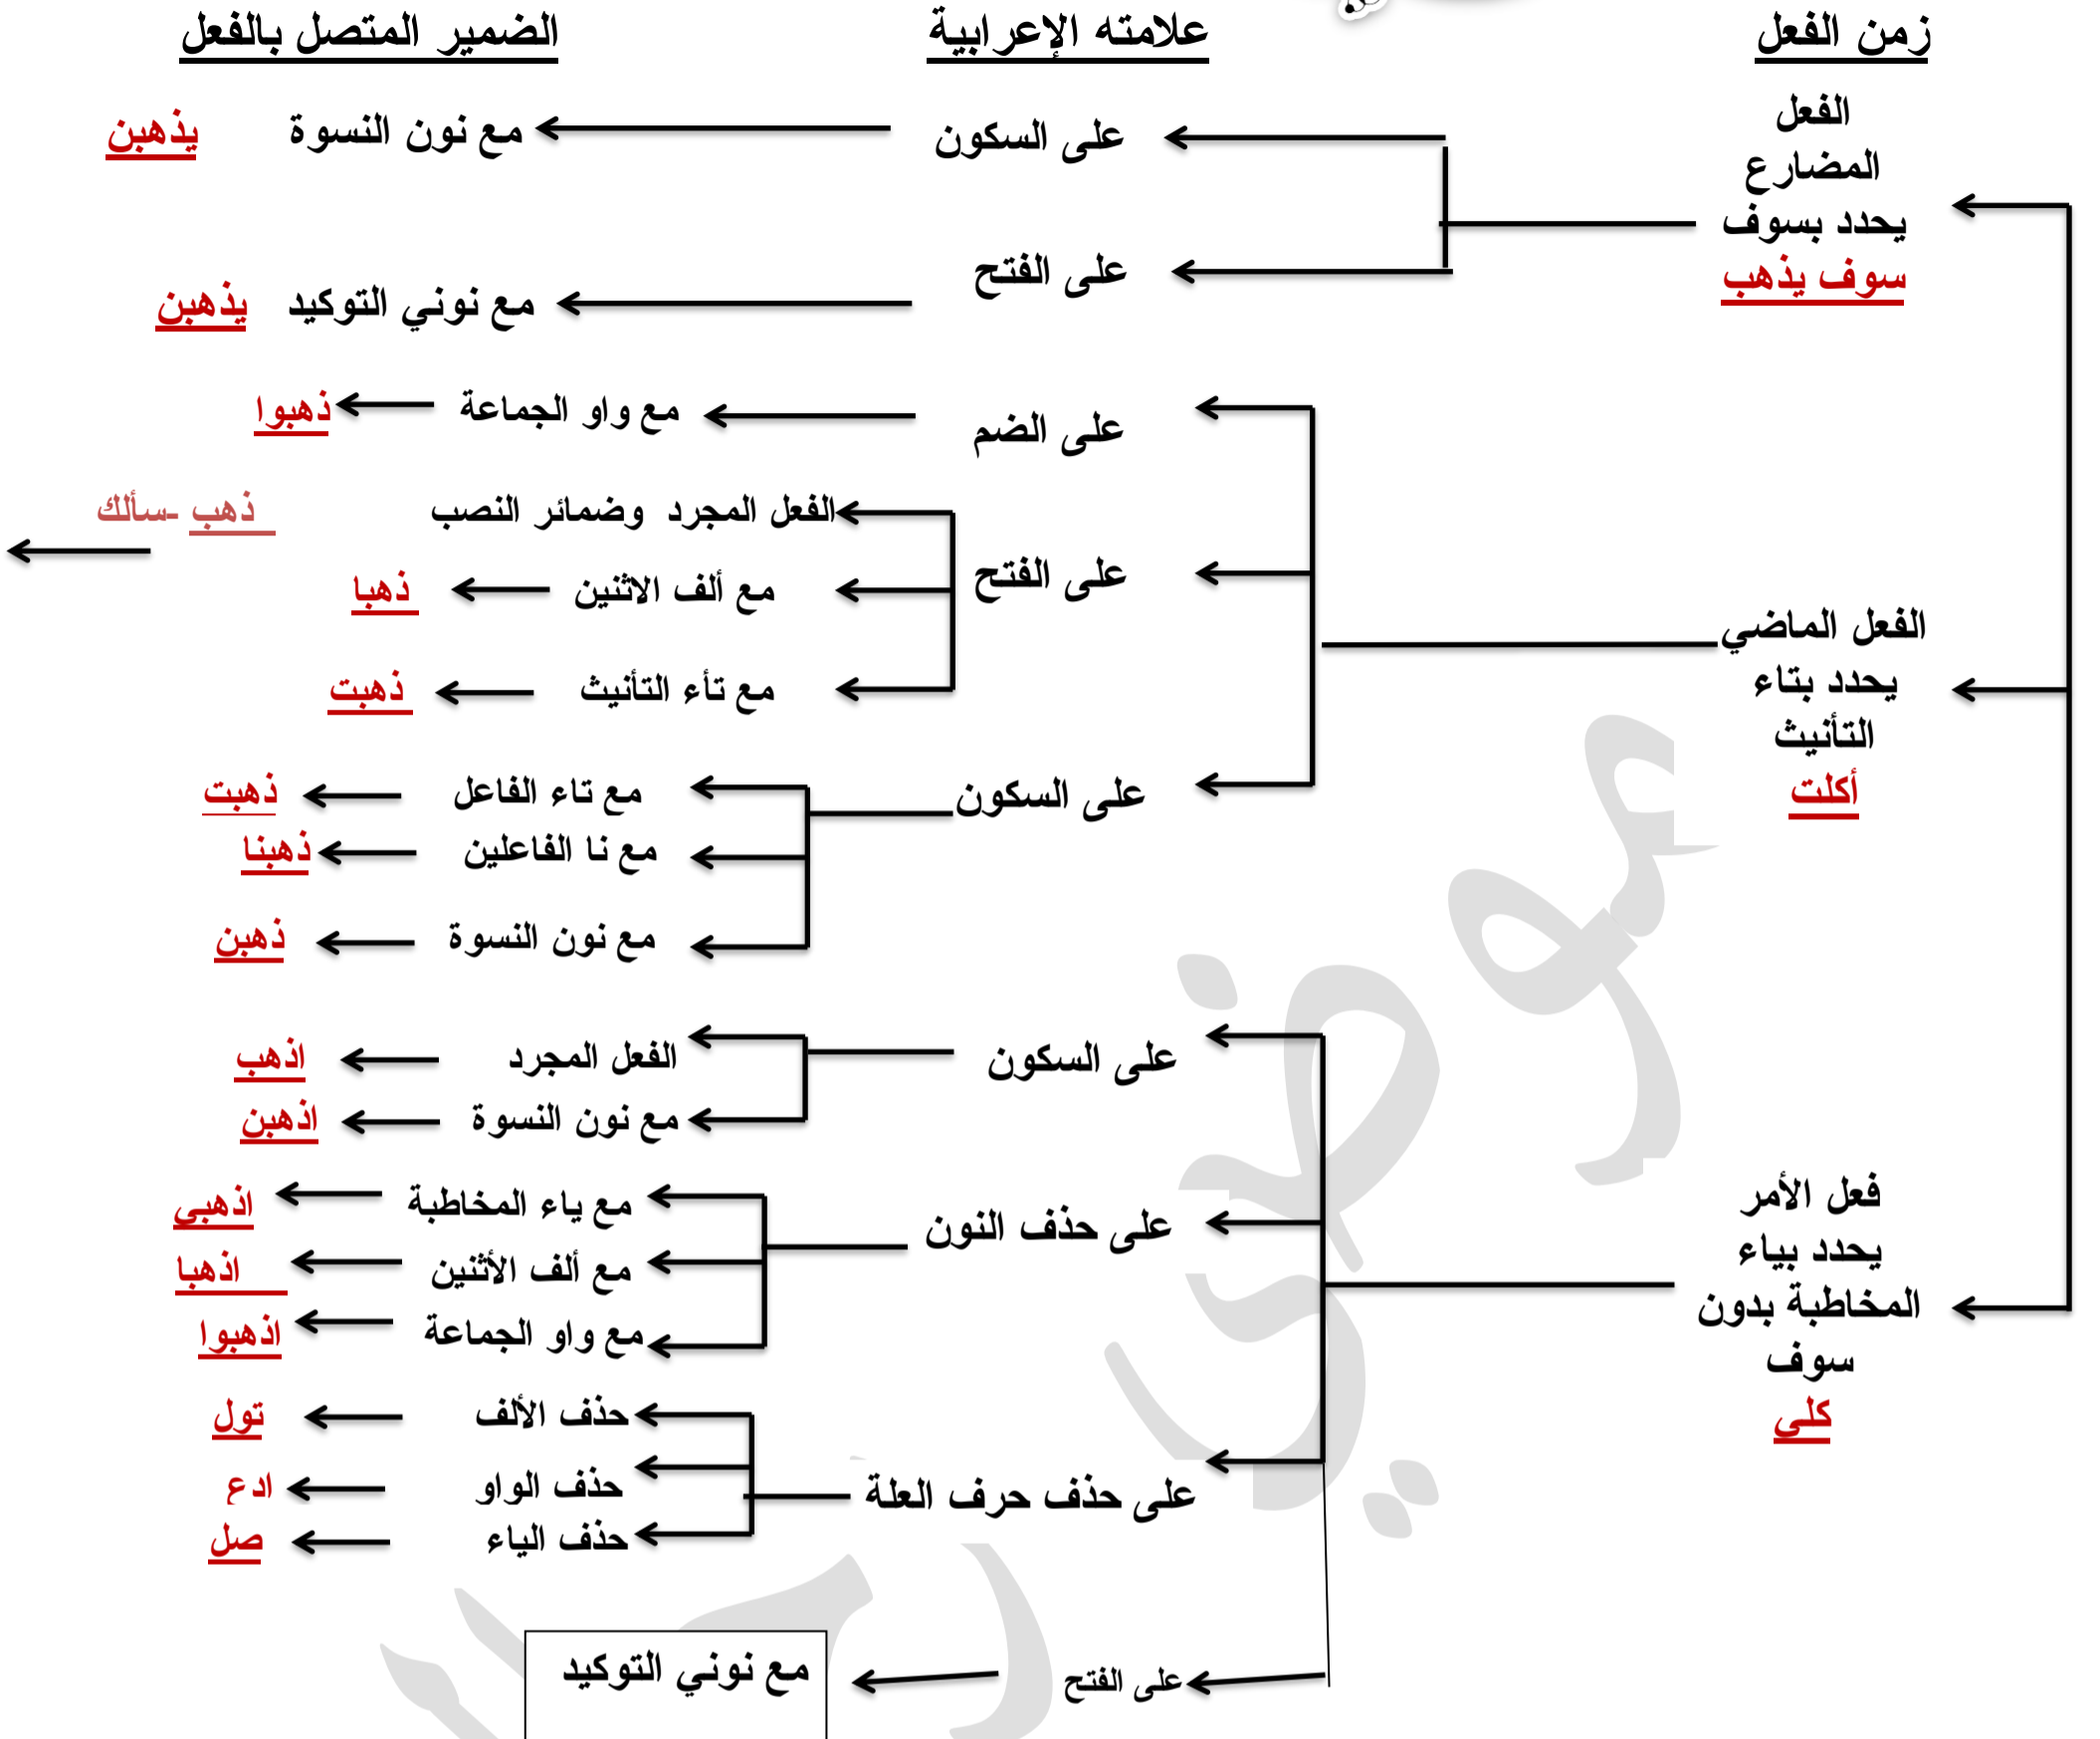 زمن الفعل علامته الإعرابية الضمير المتصل بالفعل
الفعل
المضارع
يحدد بسوف
سوف يذهب
على السكون مع نون النسوة يذهبن
على الفتح مع نوني التوكيد يذهبن
الفعل الماضي
يحدد بتاء
التأنيث
أكلت
على الضم مع واو الجماعة ذهبوا
على الفتح
الفعل المجرد وضمائر النصب ذهب -سألك
مع ألف الاثنين ذهبا
مع تأء التأنيث ذهبت
على السكون
مع تاء الفاعل ذهبت
مع نا الفاعلين ذهبنا
مع نون النسوة ذهبن
فعل الأمر
يحدد بياء
المخاطبة بدون
سوف
كلي
على السكون
الفعل المجرد اذهب
مع نون النسوة اذهبن
على حذف النون
مع ياء المخاطبة اذهبي
مع ألف الأثنين اذهبا
مع واو الجماعة اذهبوا
على حذف حرف العلة
حذف الألف تول
حذف الواو ادع
حذف الياء صل
على الفتح مع نوني التوكيد